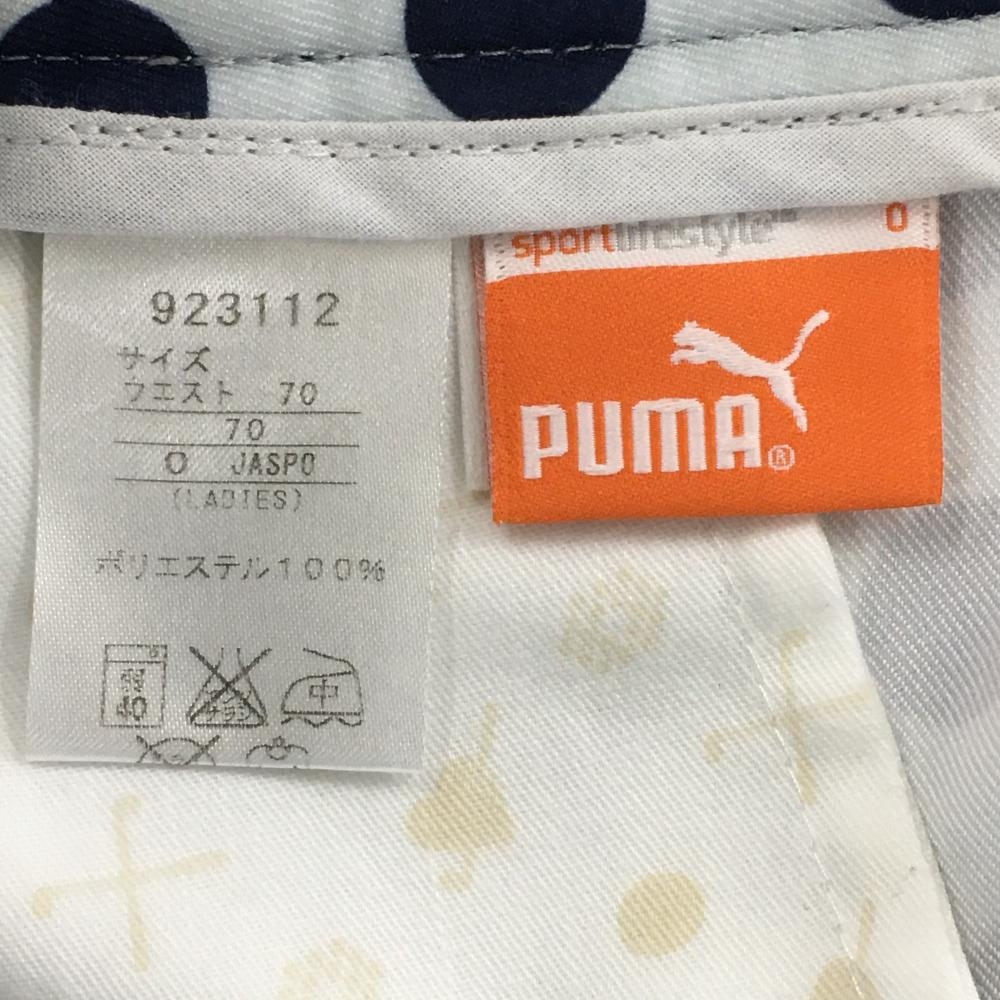 923112
サイズ
ウエスト 70
70
O JASPO
(LADIES)
ポリエステル100%
40
中
sportlifestyle
O
PUMA®